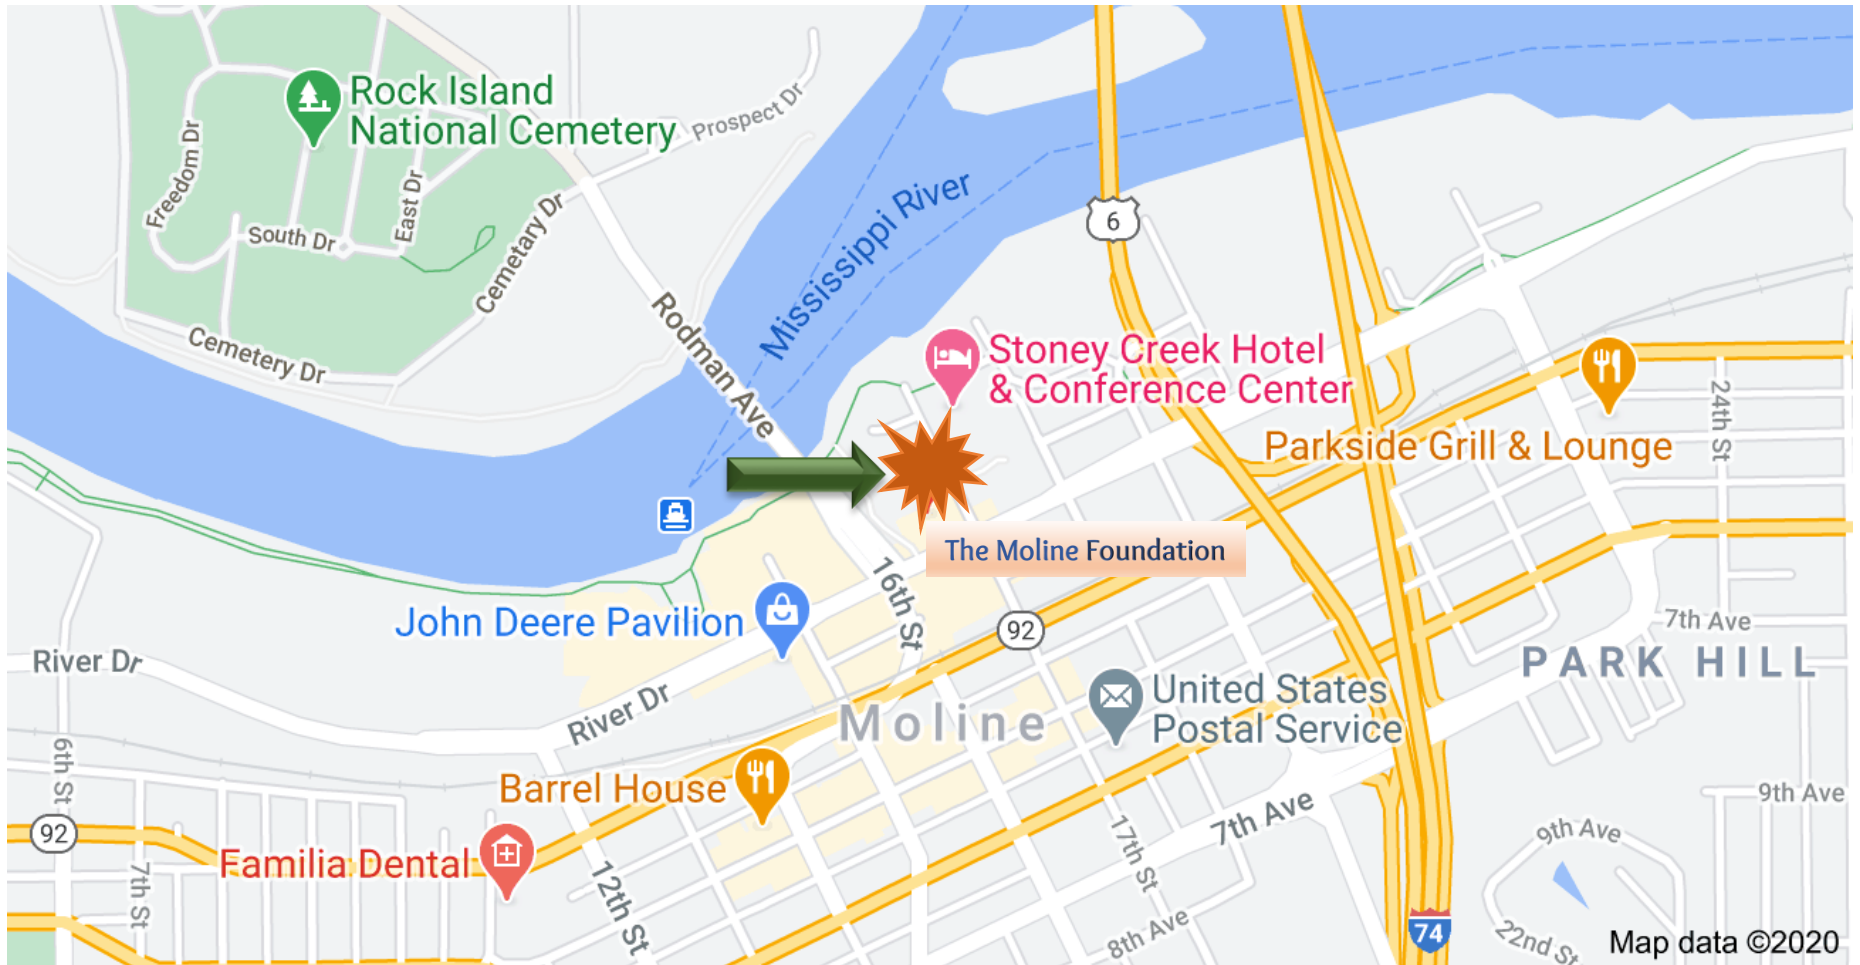 Rock Island
National Cemetery
Prospect Dr
Freedom Dr
East Dr
South Dr
Cemetary Dr
Cemetery Dr
Rodman Ave
Mississippi River
6
Stoney Creek Hotel
& Conference Center
Parkside Grill & Lounge
24th St
The Moline Foundation
16th St
John Deere Pavilion
92
7th Ave
River Dr
PARK HILL
United States
Postal Service
River Dr
Moline
6th St
Barrel House
9th Ave
7th Ave
92
9th Ave
Familia Dental
17th St
7th St
12th St
8th Ave
74
22nd St
Map data ©2020